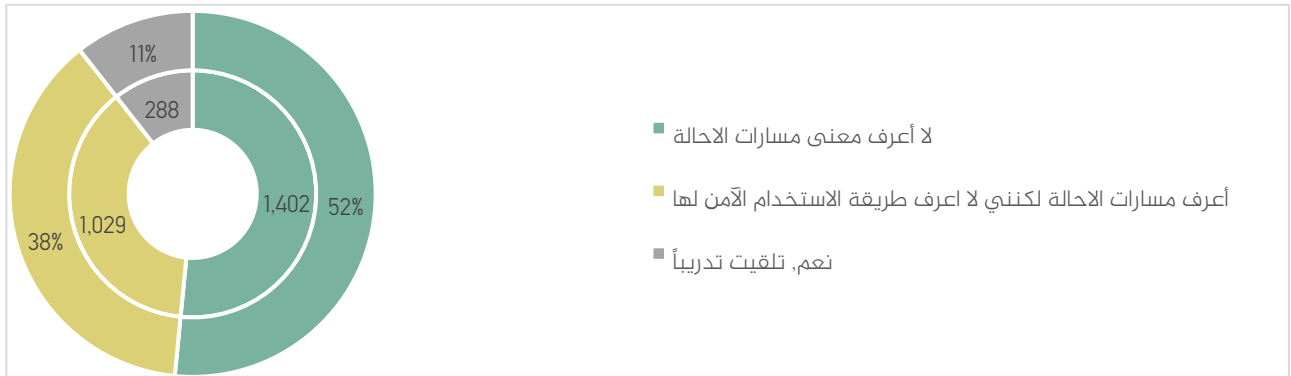 11%
288
1,402
52%
1,029
38%
لا أعرف معنى مسارات الاحالة
أعرف مسارات الاحالة لكنني لا اعرف طريقة الاستخدام الآمن لها
نعم, تلقيت تدريباً